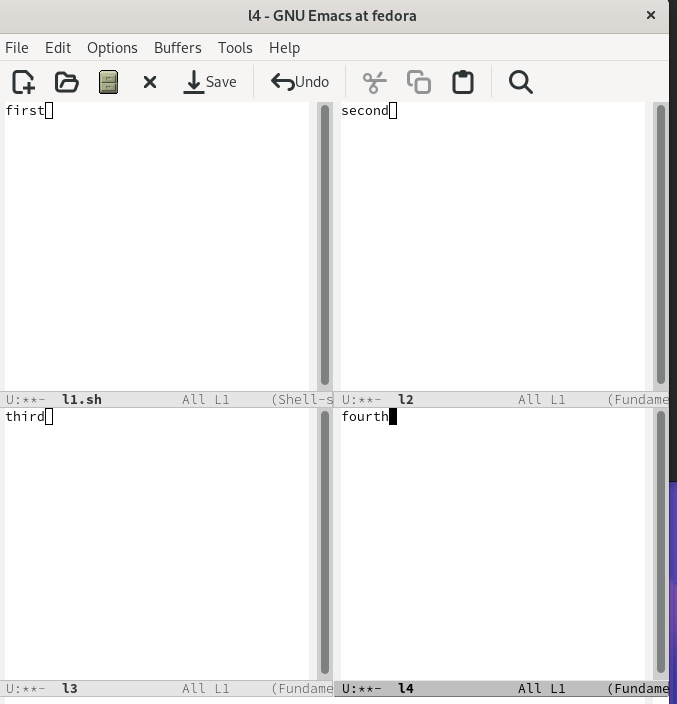 l4 - GNU Emacs at fedora
File Edit Options Buffers Tools Help
Save Undo
first
second
U:**- l1.sh All L1 (Shell-s
U:**- l2 All L1 (Fundame
third
fourth
U:**- l3 All L1 (Fundame
U:**- l4 All L1 (Fundame